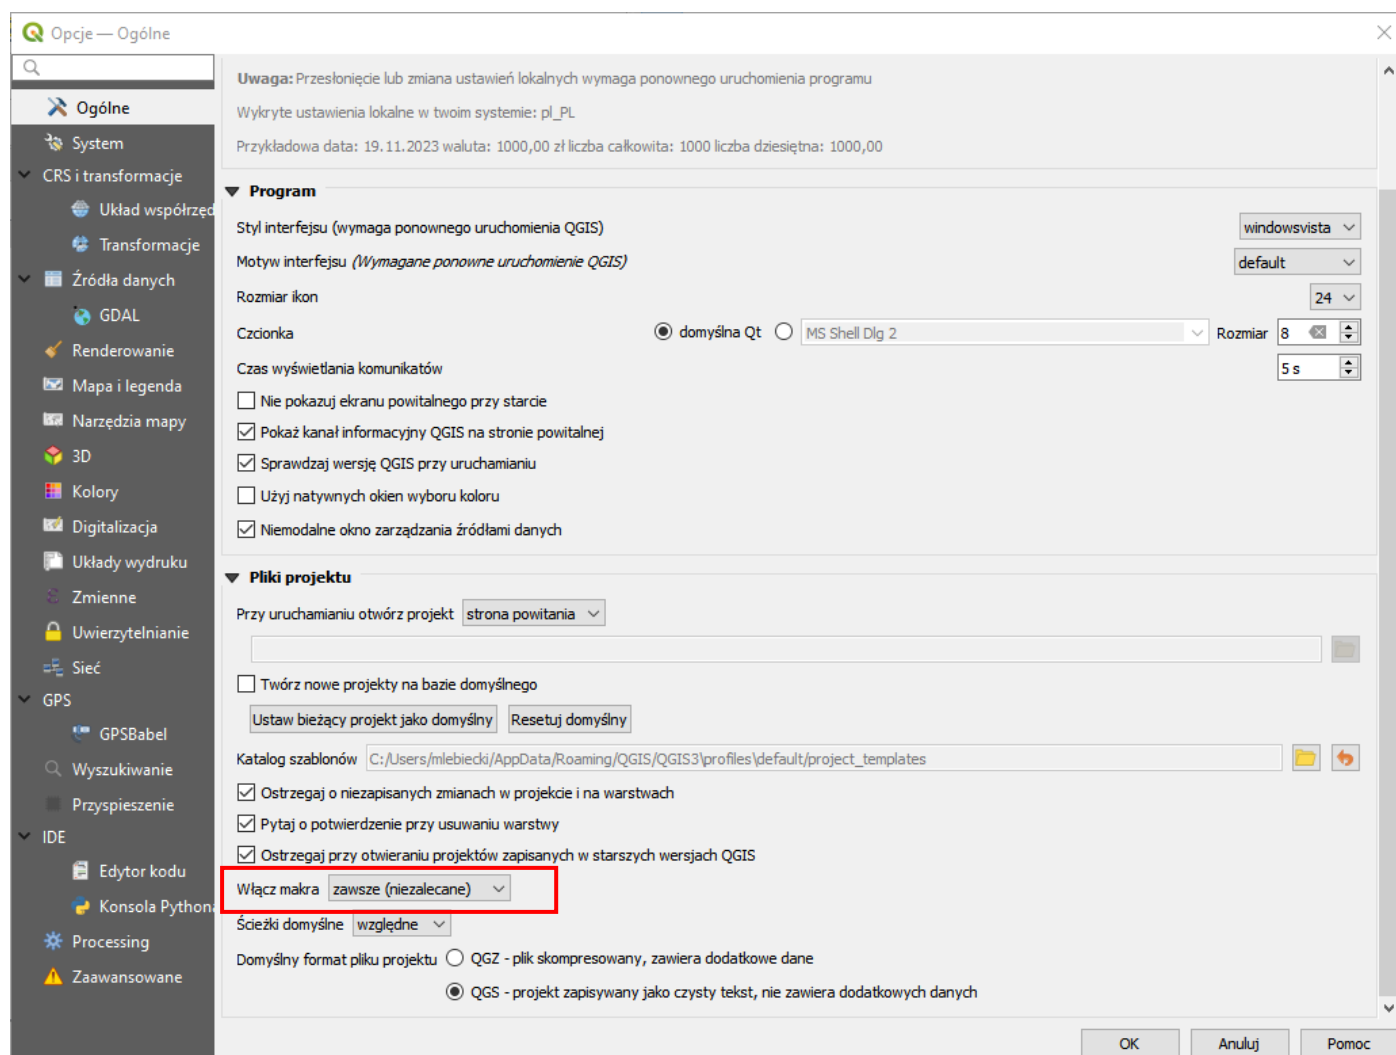 Opcje — Ogólne
Uwaga: Przesłonięcie lub zmiana ustawień lokalnych wymaga ponownego uruchomienia programu
Wykryte ustawienia lokalne w twoim systemie: pl_PL
Przykładowa data: 19.11.2023 waluta: 1000,00 zł liczba całkowita: 1000 liczba dziesiętna: 1000,00
Ogólne
System
CRS i transformacje
Układ współrzęd
Transformacje
Źródła danych
GDAL
Renderowanie
Mapa i legenda
Narzędzia mapy
3D
Kolory
Digitalizacja
Układy wydruku
Zmienne
Uwierzytelnianie
Sieć
GPS
GPSBabel
Wyszukiwanie
Przyspieszenie
IDE
Edytor kodu
Konsola Pythona
Processing
Zaawansowane
Program
Styl interfejsu (wymaga ponownego uruchomienia QGIS) windowsvista
Motyw interfejsu (Wymagane ponowne uruchomienie QGIS) default
Rozmiar ikon 24
Czcionka domyślna Qt MS Shell Dlg 2 Rozmiar 8
Czas wyświetlania komunikatów 5 s
Nie pokazuj ekranu powitalnego przy starcie
Pokaż kanał informacyjny QGIS na stronie powitalnej
Sprawdzaj wersję QGIS przy uruchamianiu
Użyj natywnych okien wyboru koloru
Niemodalne okno zarządzania źródłami danych
Pliki projektu
Przy uruchamianiu otwórz projekt strona powitania
Twórz nowe projekty na bazie domyślnego
Ustaw bieżący projekt jako domyślny Resetuj domyślny
Katalog szablonów C:/Users/mlebiecki/AppData/Roaming/QGIS/QGIS3\profiles\default/project_templates
Ostrzegaj o niezapisanych zmianach w projekcie i na warstwach
Pytaj o potwierdzenie przy usuwaniu warstwy
Ostrzegaj przy otwieraniu projektów zapisanych w starszych wersjach QGIS
Włącz makra zawsze (niezalecane)
Ścieżki domyślne względne
Domyślny format pliku projektu QGZ - plik skompresowany, zawiera dodatkowe dane
QGS - projekt zapisywany jako czysty tekst, nie zawiera dodatkowych danych
OK Anuluj Pomoc